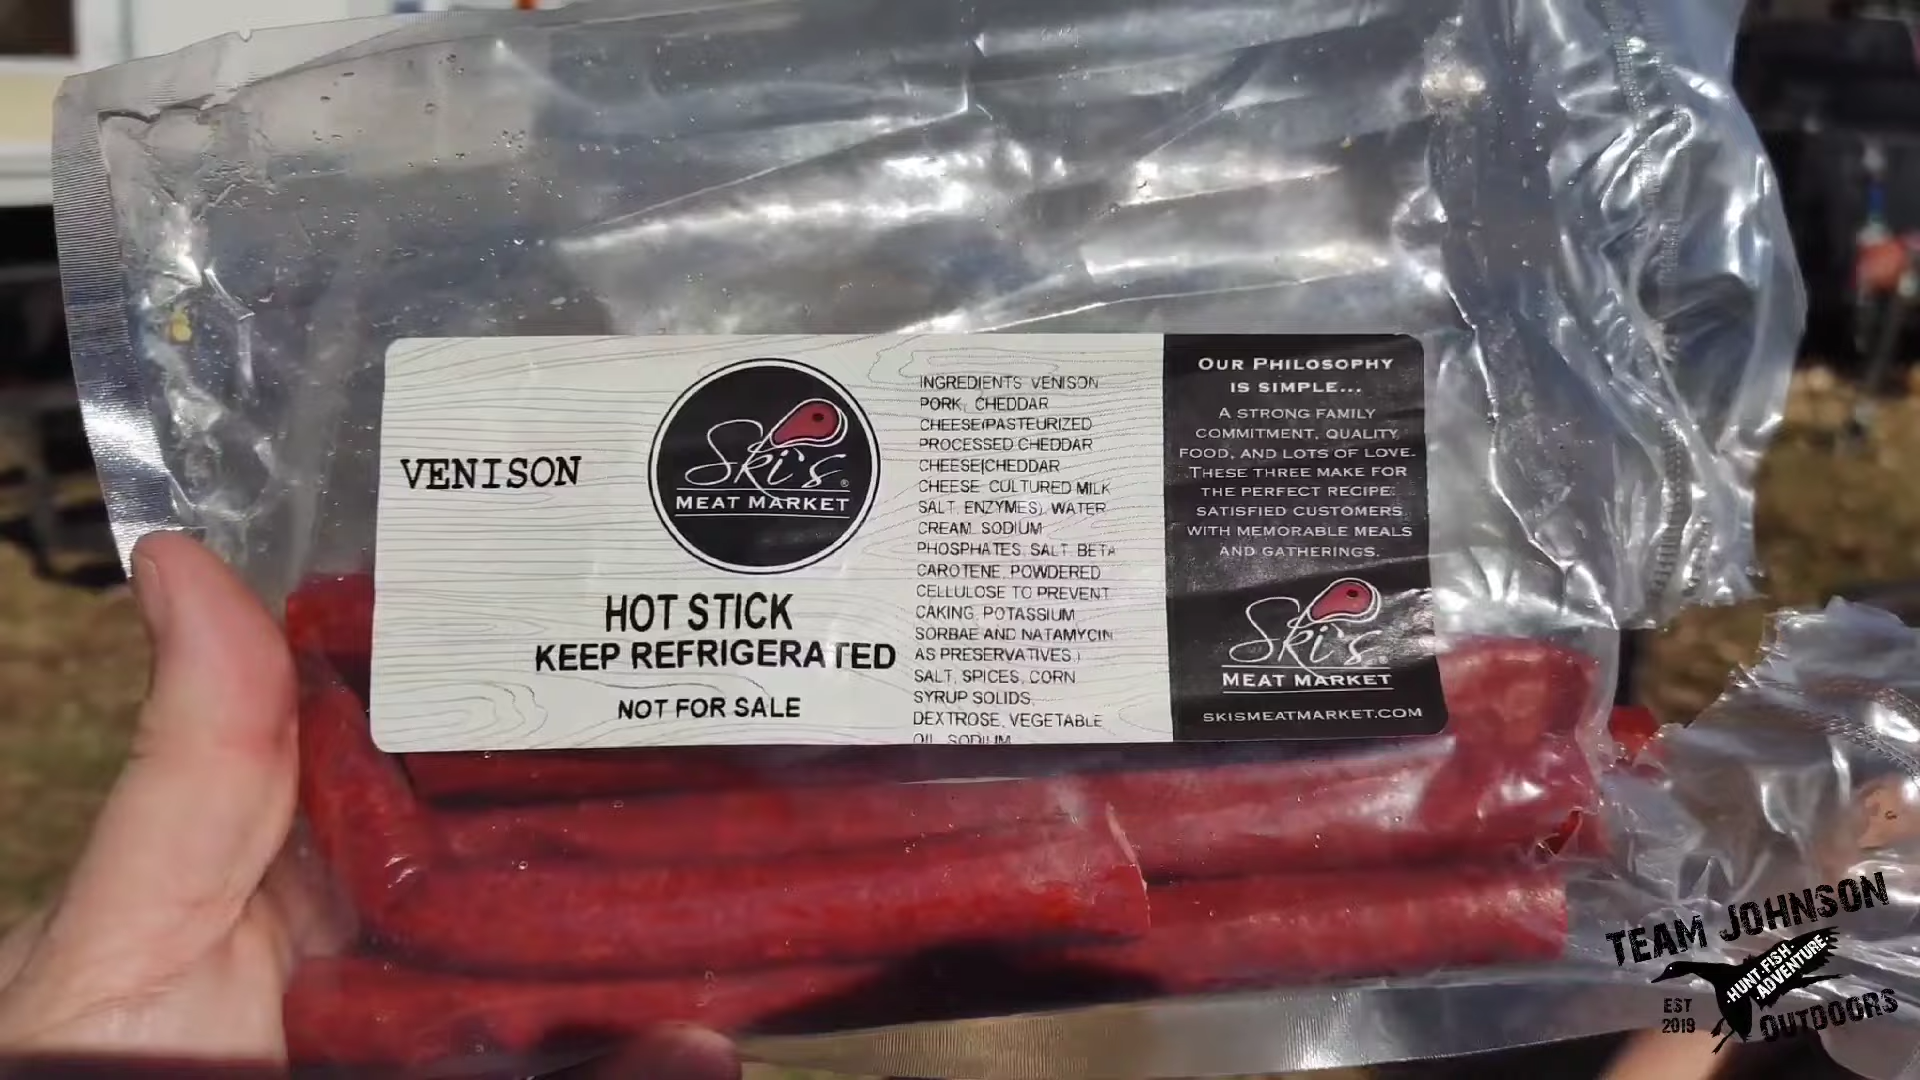 VENISON
Ski's®
MEAT MARKET
HOT STICK
KEEP REFRIGERATED
NOT FOR SALE
INGREDIENTS VENISON
PORK, CHEDDAR
CHEESE(PASTEURIZED
PROCESSED CHEDDAR
CHEESE(CHEDDAR
CHEESE CULTURED MILK
SALT, ENZYMES), WATER
CREAM, SODIUM
PHOSPHATES, SALT, BETA
CAROTENE, POWDERED
CELLULOSE TO PREVENT
CAKING, POTASSIUM
SORBAE AND NATAMYCIN
AS PRESERVATIVES.)
SALT, SPICES, CORN
SYRUP SOLIDS,
DEXTROSE, VEGETABLE
OIL, SODIUM
OUR PHILOSOPHY
IS SIMPLE...
A STRONG FAMILY
COMMITMENT, QUALITY
FOOD, AND LOTS OF LOVE.
THESE THREE MAKE FOR
THE PERFECT RECIPE:
SATISFIED CUSTOMERS
WITH MEMORABLE MEALS
AND GATHERINGS.
Ski's®
MEAT MARKET
SKISMEATMARKET.COM
TEAM JOHNSON
HUNT·FISH
ADVENTURE
EST
2019
OUTDOORS